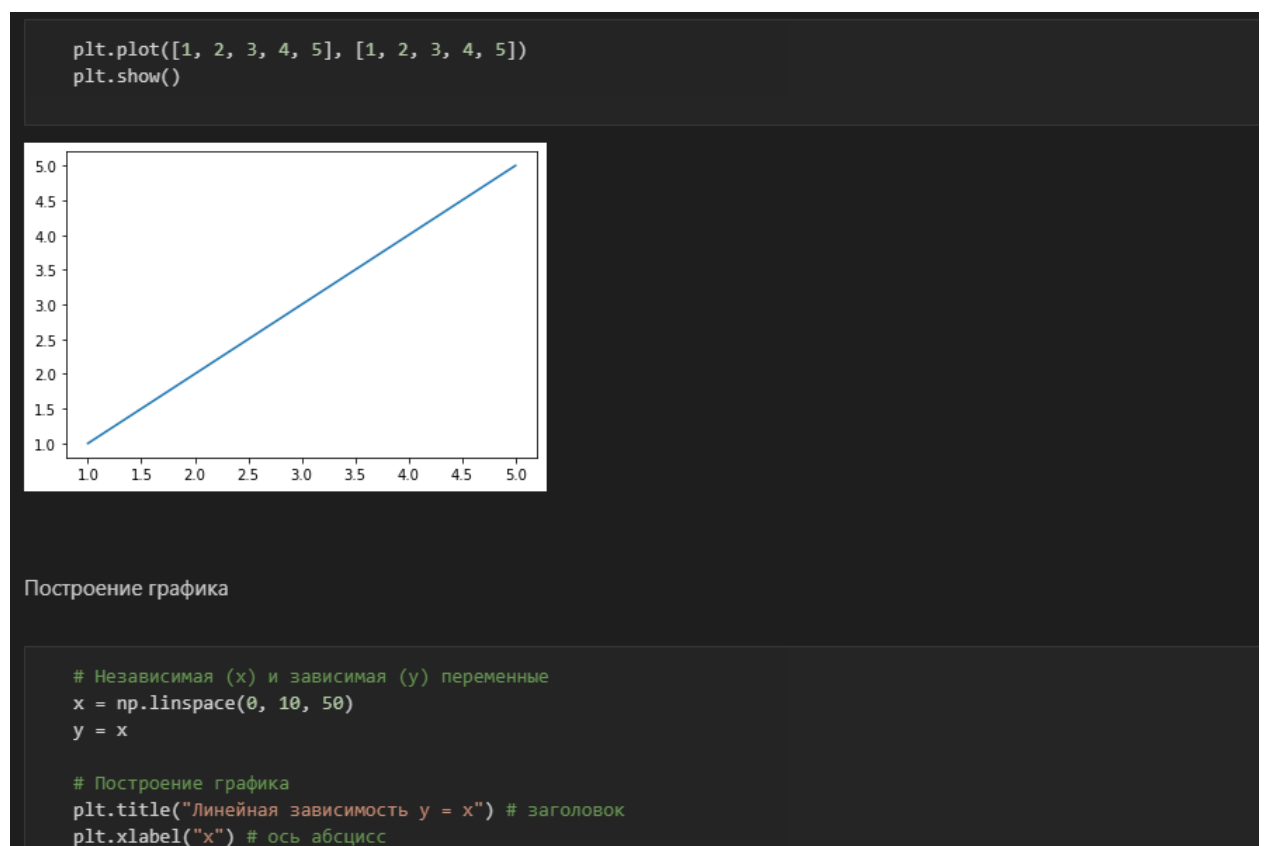 plt.plot([1, 2, 3, 4, 5], [1, 2, 3, 4, 5])
plt.show()
5.0
4.5
4.0
3.5
3.0
2.5
2.0
1.5
1.0
1.0 1.5 2.0 2.5 3.0 3.5 4.0 4.5 5.0
Построение графика
# Независимая (x) и зависимая (y) переменные
x = np.linspace(0, 10, 50)
y = x
# Построение графика
plt.title("Линейная зависимость y = x") # заголовок
plt.xlabel("x") # ось абсцисс